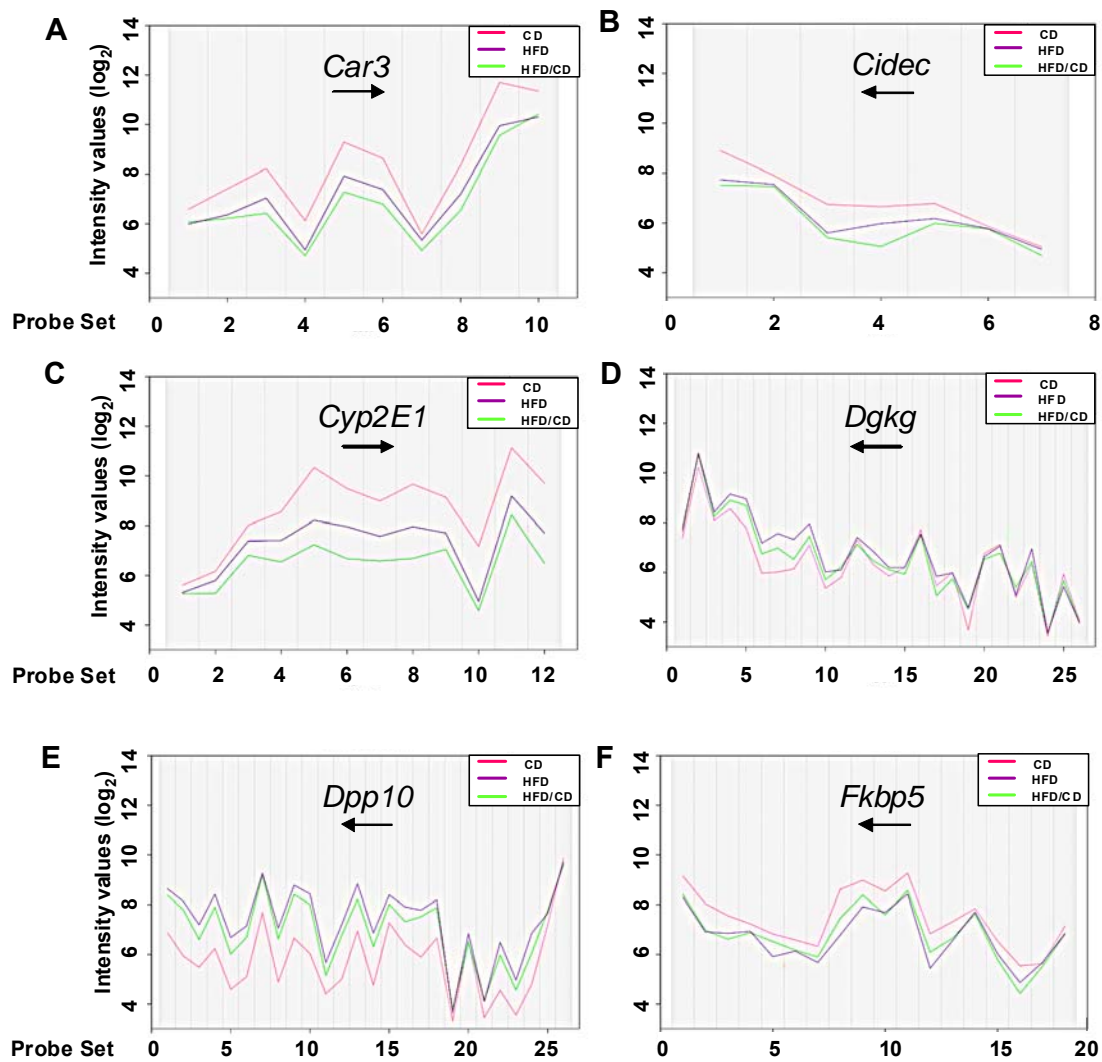 A
Intensity values (log2)
14
12
10
8
6
4
Car3
CD
HFD
HFD/CD
Probe Set
0 2 4 6 8 10
B
14
12
10
8
6
4
Cidec
CD
HFD
HFD/CD
0 2 4 6 8
C
Intensity values (log2)
14
12
10
8
6
4
Cyp2E1
CD
HFD
HFD/CD
Probe Set
0 2 4 6 8 10 12
D
14
12
10
8
6
4
Dgkg
CD
HFD
HFD/CD
0 5 10 15 20 25
E
Intensity values (log2)
14
12
10
8
6
4
Dpp10
CD
HFD
HFD/CD
Probe Set
0 5 10 15 20 25
F
14
12
10
8
6
4
Fkbp5
CD
HFD
HFD/CD
0 5 10 15 20